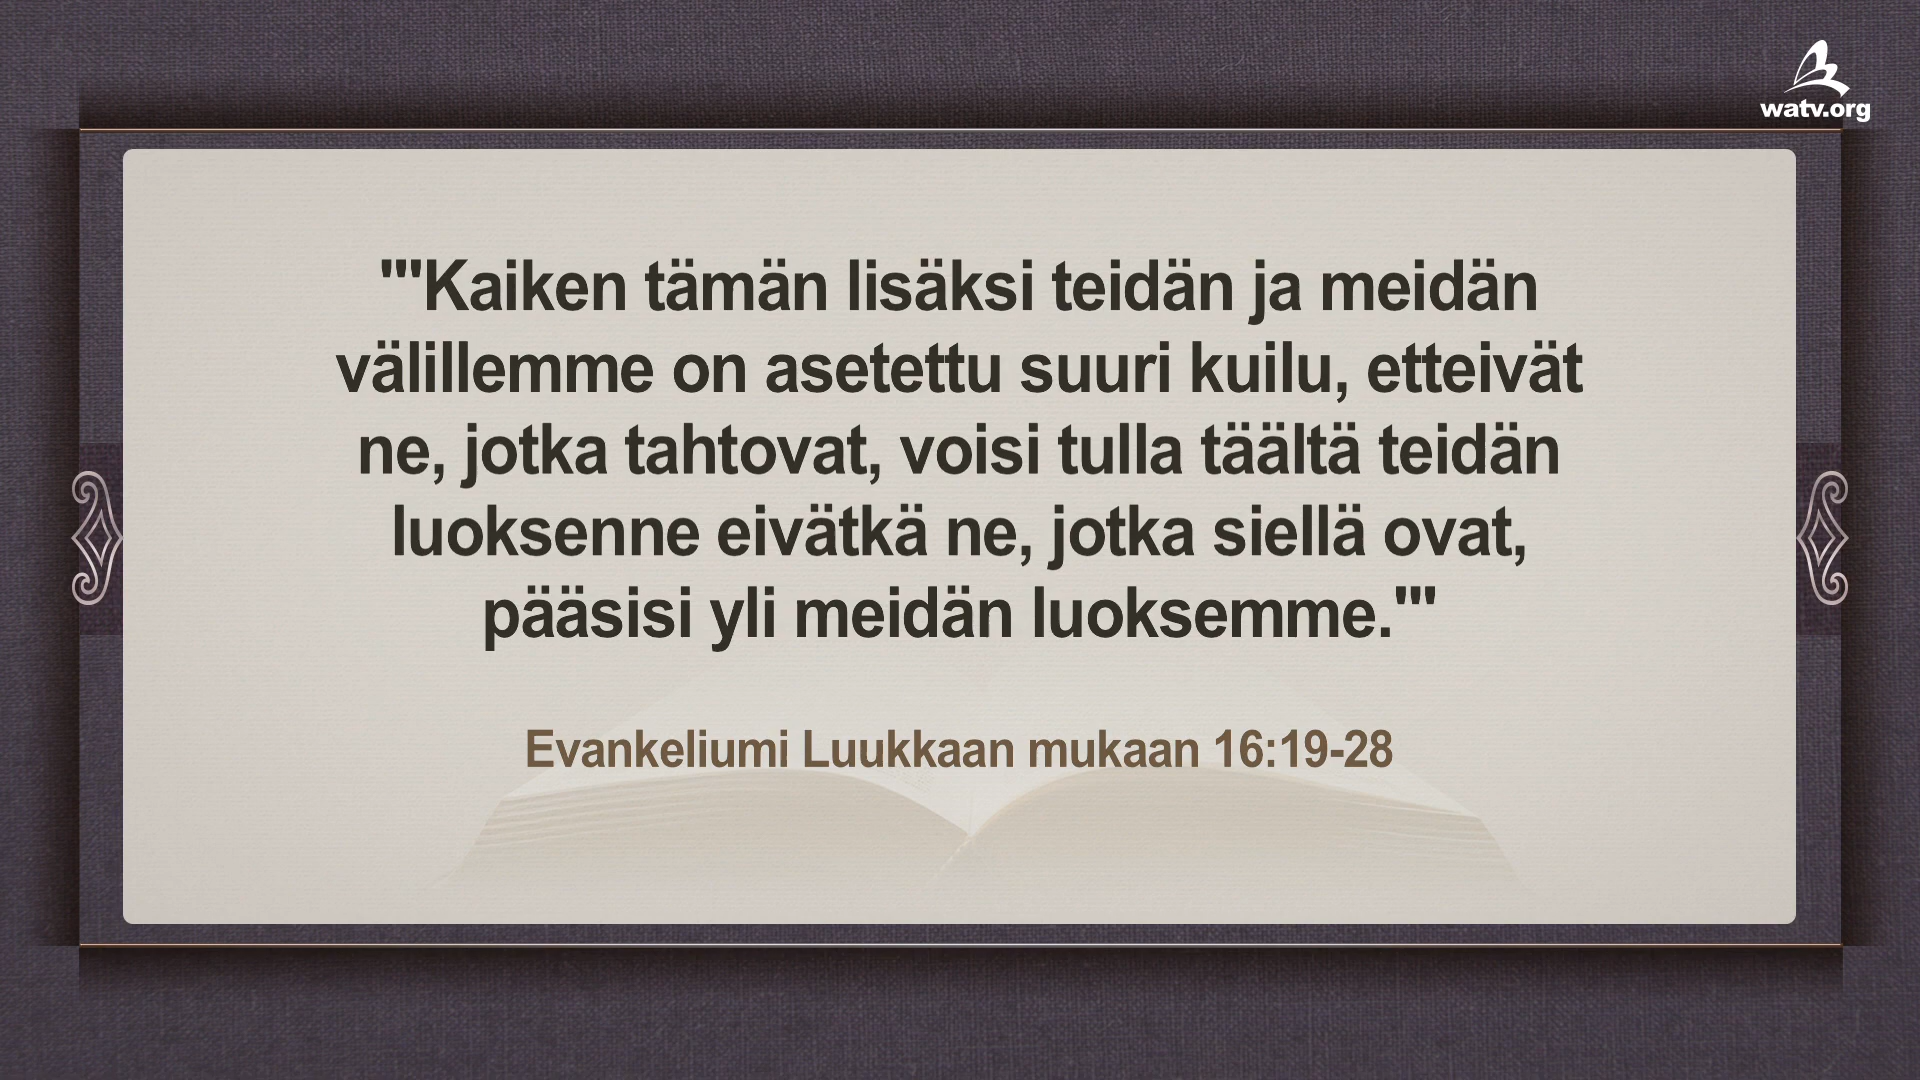 watv.org
"'Kaiken tämän lisäksi teidän ja meidän
välillemme on asetettu suuri kuilu, etteivät
ne, jotka tahtovat, voisi tulla täältä teidän
luoksenne eivätkä ne, jotka siellä ovat,
pääsisi yli meidän luoksemme.'"
Evankeliumi Luukkaan mukaan 16:19-28